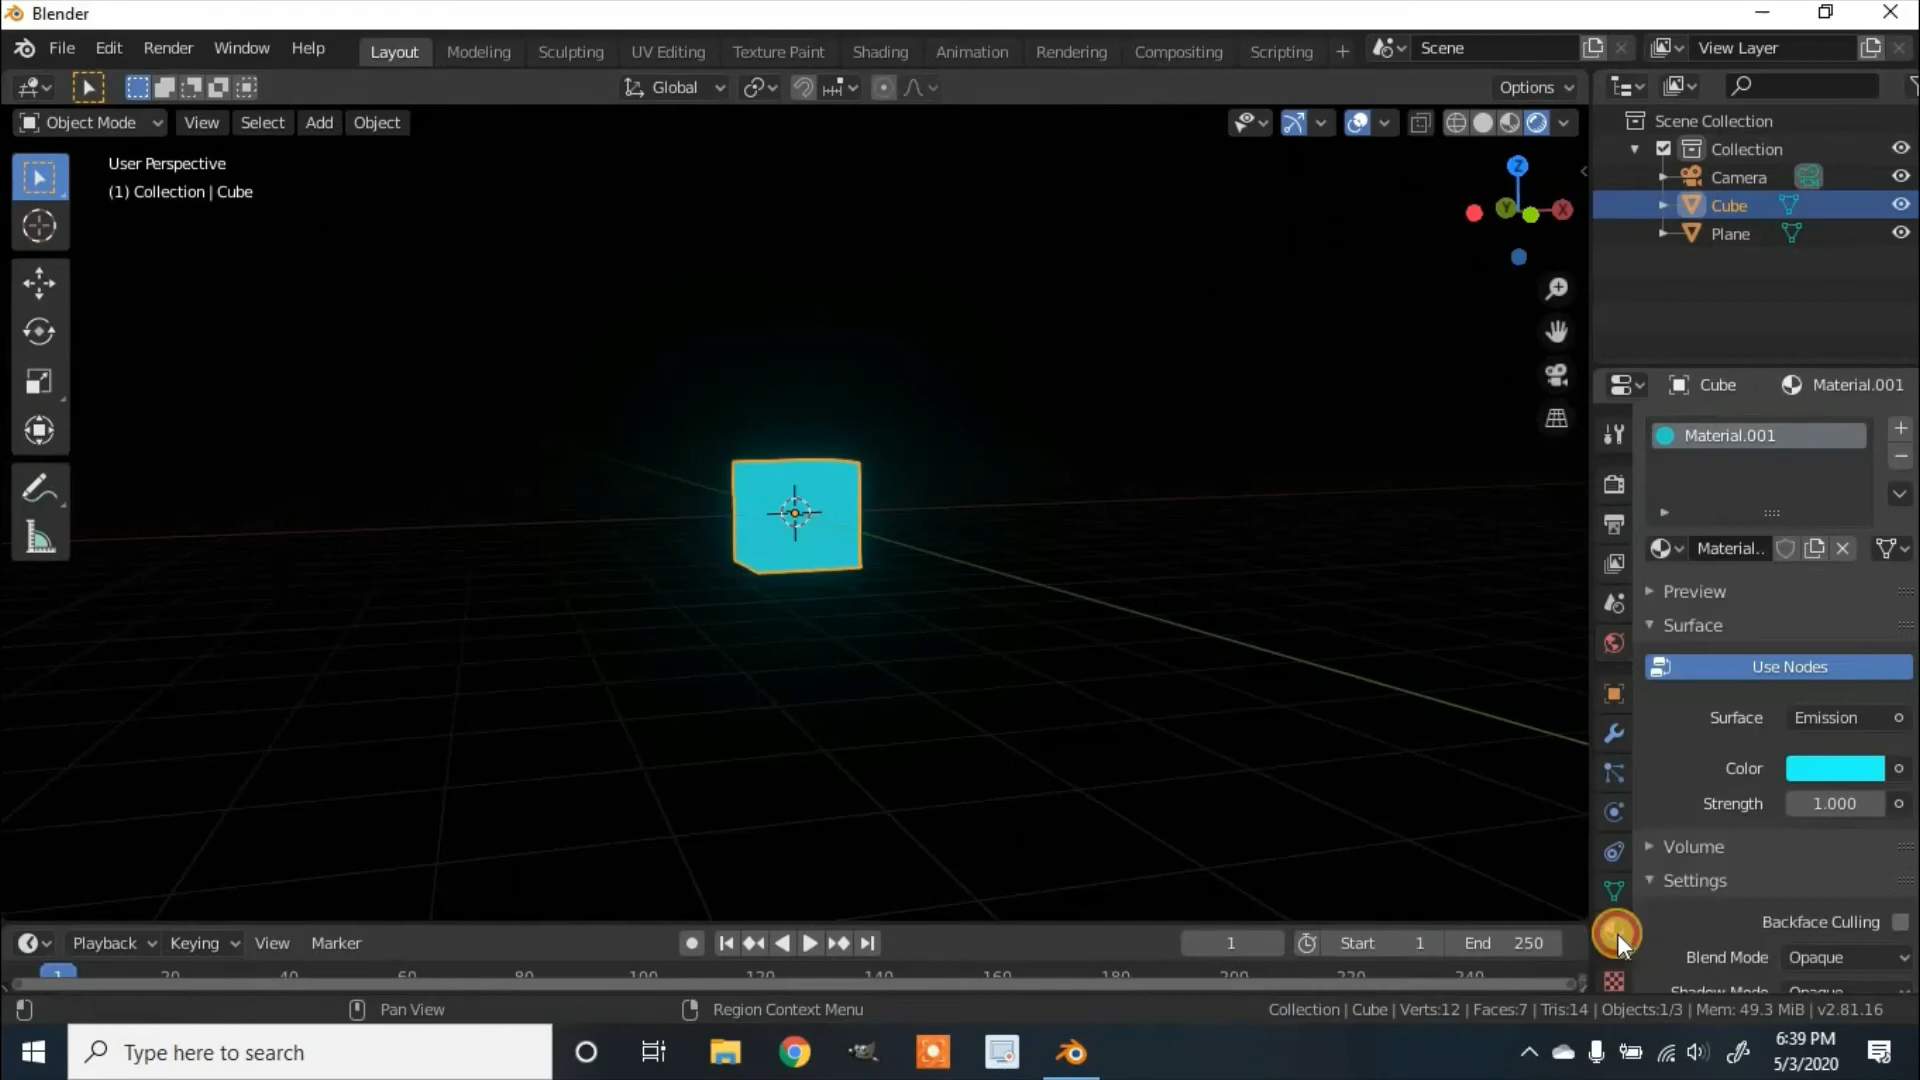 Blender
File Edit Render Window Help Layout Modeling Sculpting UV Editing Texture Paint Shading Animation Rendering Compositing Scripting + Scene View Layer
Global Options
Object Mode View Select Add Object
User Perspective
(1) Collection | Cube
Z
Y
X
Scene Collection
Collection
Camera
Cube
Plane
Cube Material.001
Material.001
Material..
Preview
Surface
Use Nodes
Surface Emission
Color
Strength 1.000
Volume
Settings
Backface Culling
Blend Mode Opaque
Shadow Mode Opaque
Playback Keying View Marker 1 Start 1 End 250
1 20 40 60 80 100 120 140 160 180 200 220 240
Pan View Region Context Menu Collection | Cube | Verts:12 | Faces:7 | Tris:14 | Objects:1/3 | Mem: 49.3 MiB | v2.81.16
Type here to search
6:39 PM
5/3/2020